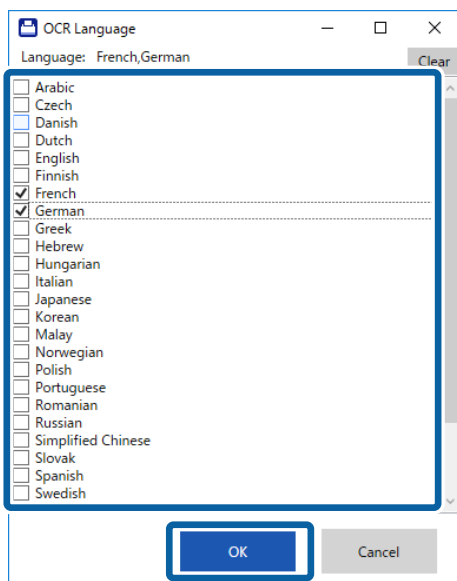 OCR Language
Language: French,German
Clear
Arabic
Czech
Danish
Dutch
English
Finnish
French
German
Greek
Hebrew
Hungarian
Italian
Japanese
Korean
Malay
Norwegian
Polish
Portuguese
Romanian
Russian
Simplified Chinese
Slovak
Spanish
Swedish
OK Cancel